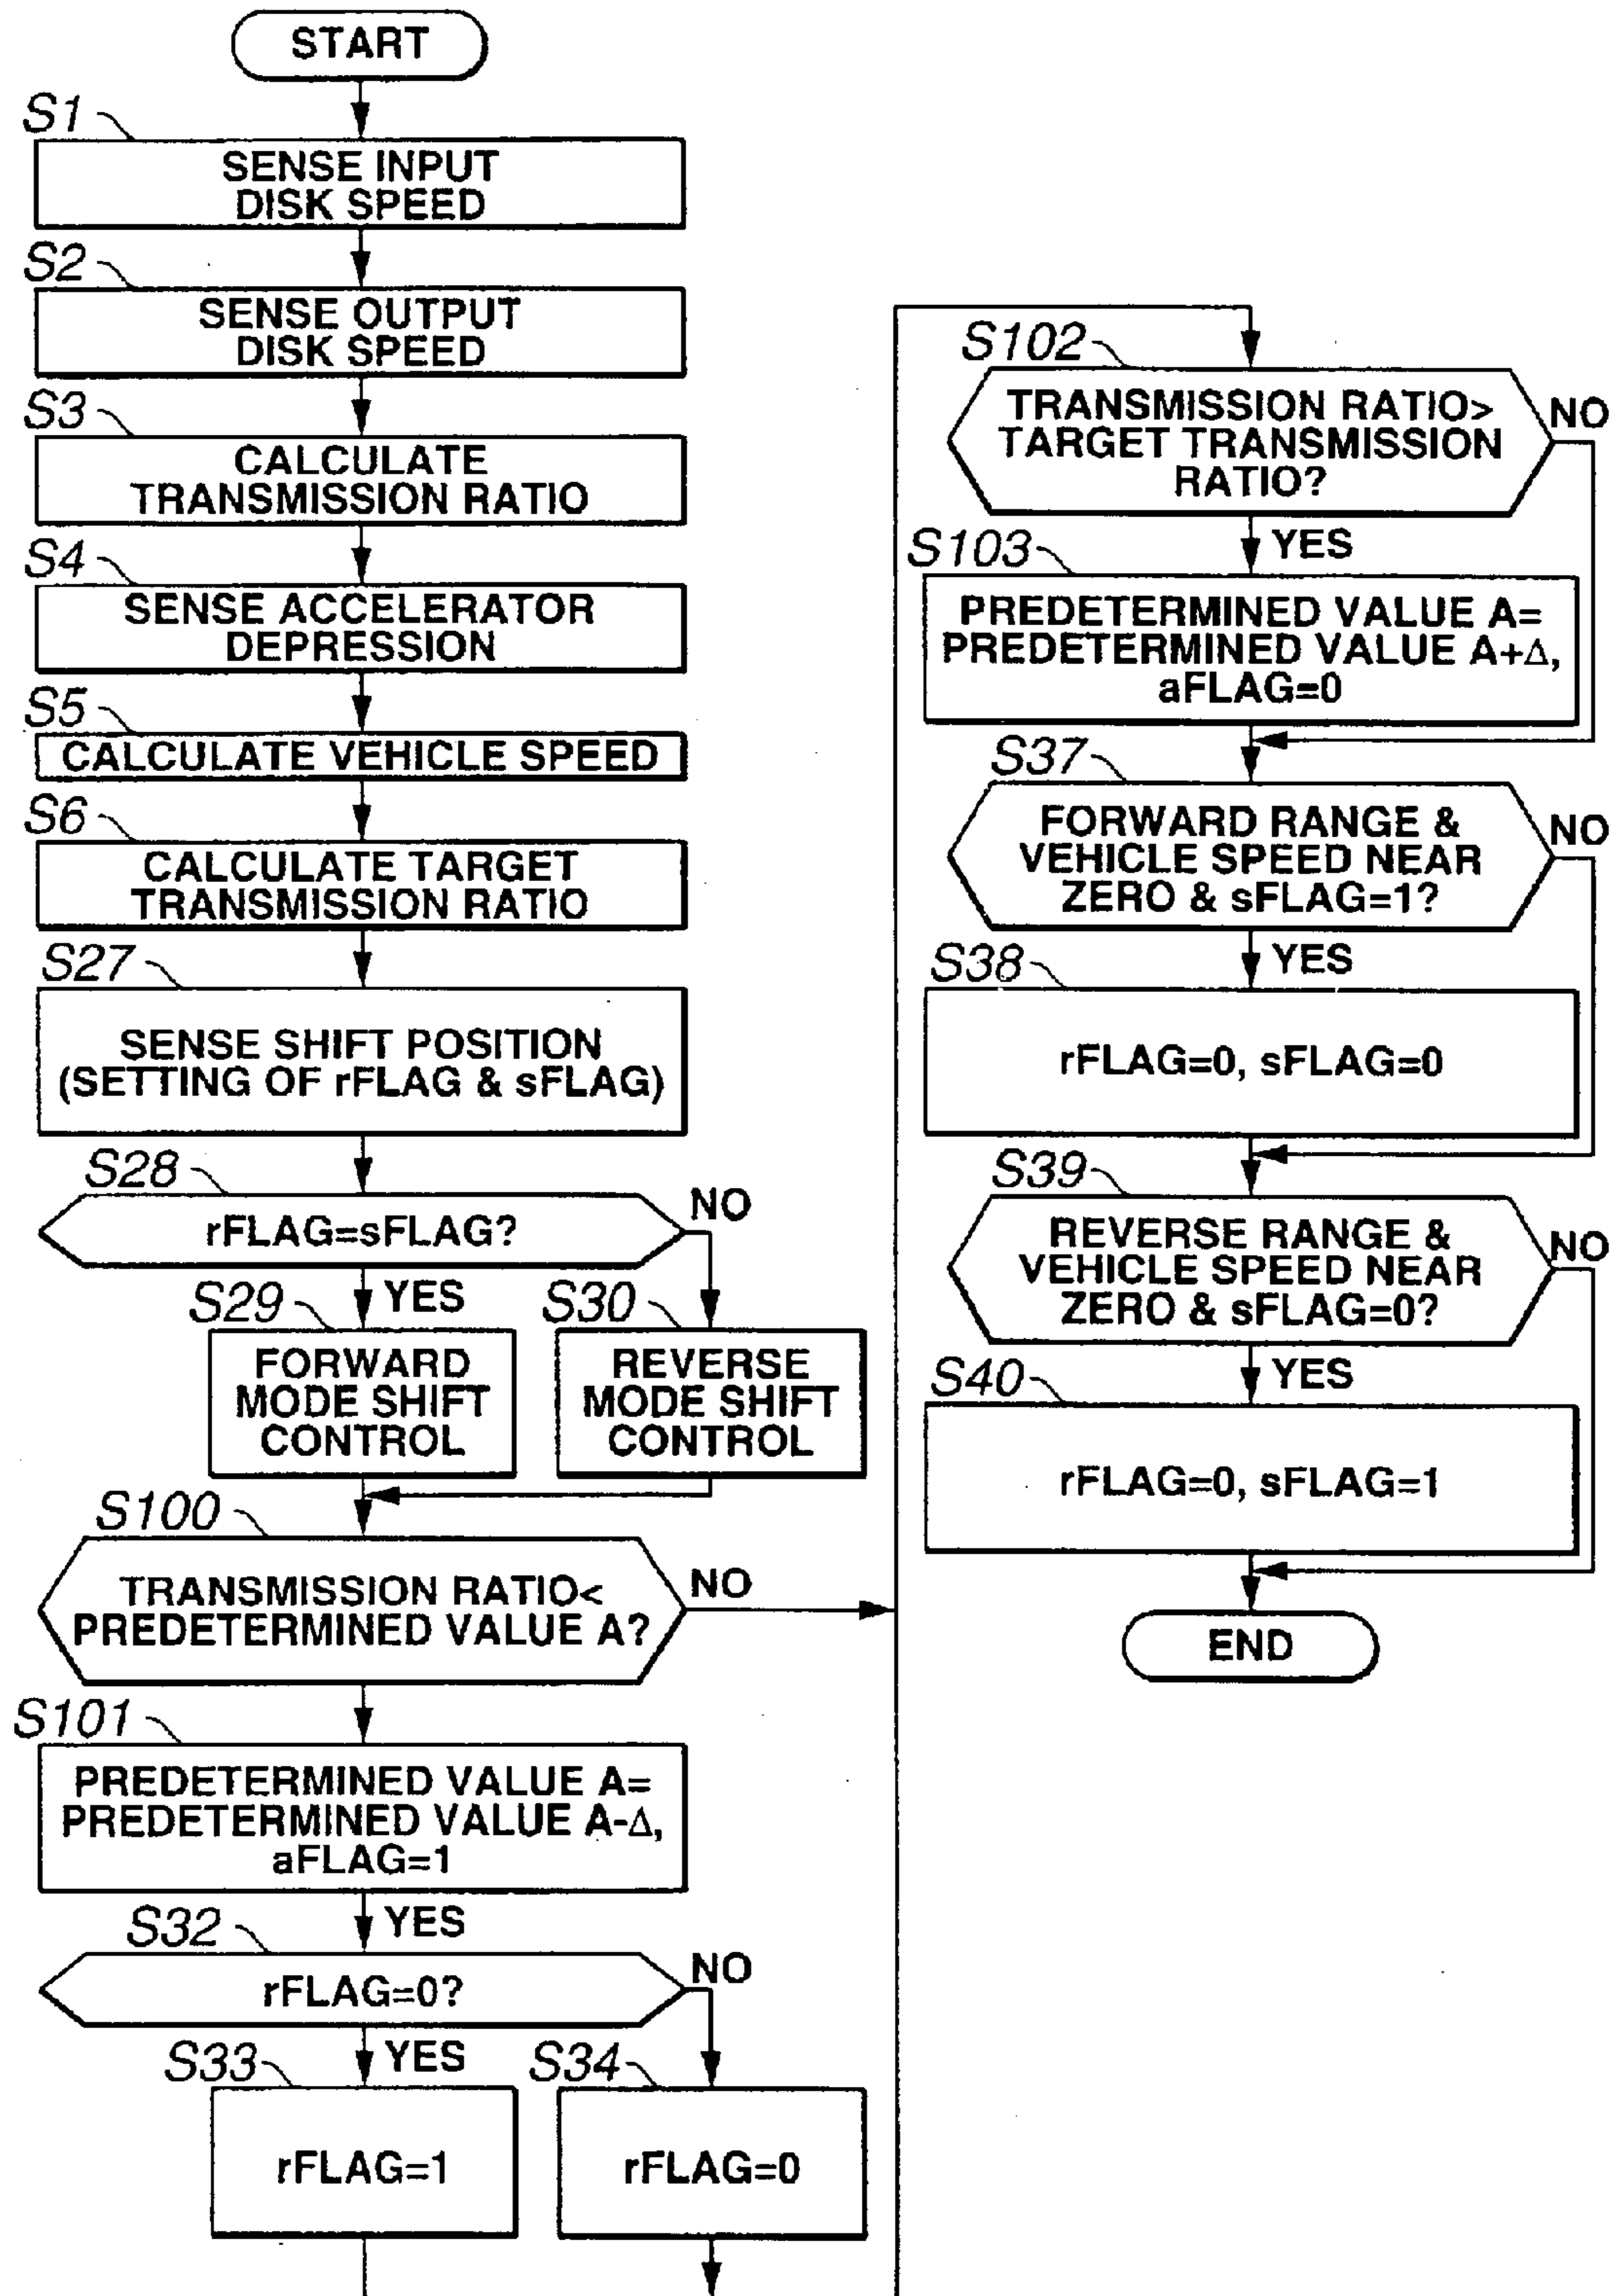 START
S1
SENSE INPUT
DISK SPEED
S2
SENSE OUTPUT
DISK SPEED
S3
CALCULATE
TRANSMISSION RATIO
S4
SENSE ACCELERATOR
DEPRESSION
S5
CALCULATE VEHICLE SPEED
S6
CALCULATE TARGET
TRANSMISSION RATIO
S27
SENSE SHIFT POSITION
(SETTING OF rFLAG & sFLAG)
S28
rFLAG=sFLAG?
NO
YES
S29
FORWARD
MODE SHIFT
CONTROL
S30
REVERSE
MODE SHIFT
CONTROL
S100
TRANSMISSION RATIO<
PREDETERMINED VALUE A?
NO
S101
PREDETERMINED VALUE A=
PREDETERMINED VALUE A-Δ,
aFLAG=1
YES
S32
rFLAG=0?
NO
YES
S33
rFLAG=1
S34
rFLAG=0
S102
TRANSMISSION RATIO>
TARGET TRANSMISSION
RATIO?
NO
YES
S103
PREDETERMINED VALUE A=
PREDETERMINED VALUE A+Δ,
aFLAG=0
S37
FORWARD RANGE &
VEHICLE SPEED NEAR
ZERO & sFLAG=1?
NO
YES
S38
rFLAG=0, sFLAG=0
S39
REVERSE RANGE &
VEHICLE SPEED NEAR
ZERO & sFLAG=0?
NO
YES
S40
rFLAG=0, sFLAG=1
END